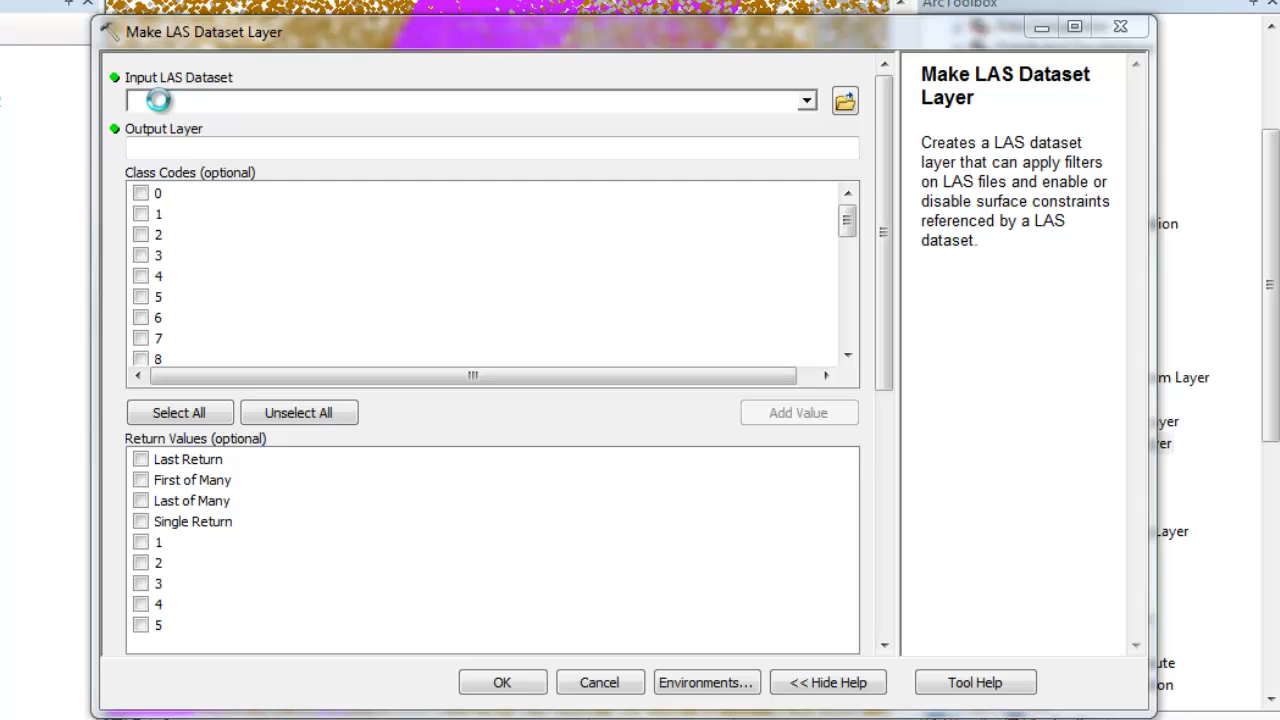 ArcToolbox
Make LAS Dataset Layer
Input LAS Dataset
Output Layer
Class Codes (optional)
0
1
2
3
4
5
6
7
8
Select All
Unselect All
Add Value
Return Values (optional)
Last Return
First of Many
Last of Many
Single Return
1
2
3
4
5
OK
Cancel
Environments...
<< Hide Help
Tool Help
Make LAS Dataset
Layer
Creates a LAS dataset
layer that can apply filters
on LAS files and enable or
disable surface constraints
referenced by a LAS
dataset.
ion
m Layer
yer
er
Layer
ute
on